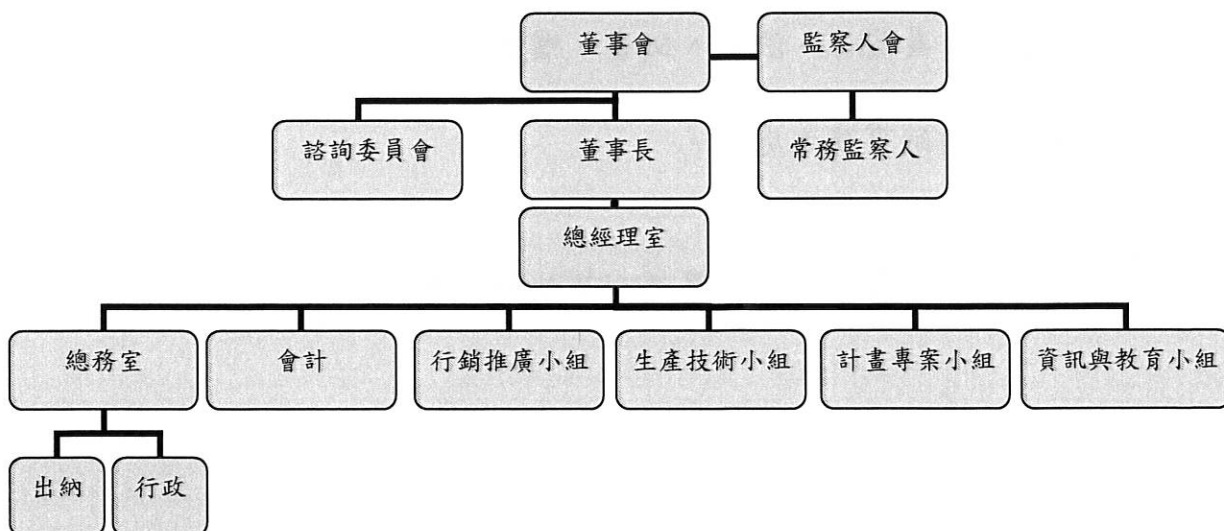 董事會
監察人會
諮詢委員會
董事長
常務監察人
總經理室
總務室
會計
行銷推廣小組
生產技術小組
計畫專案小組
資訊與教育小組
出納
行政